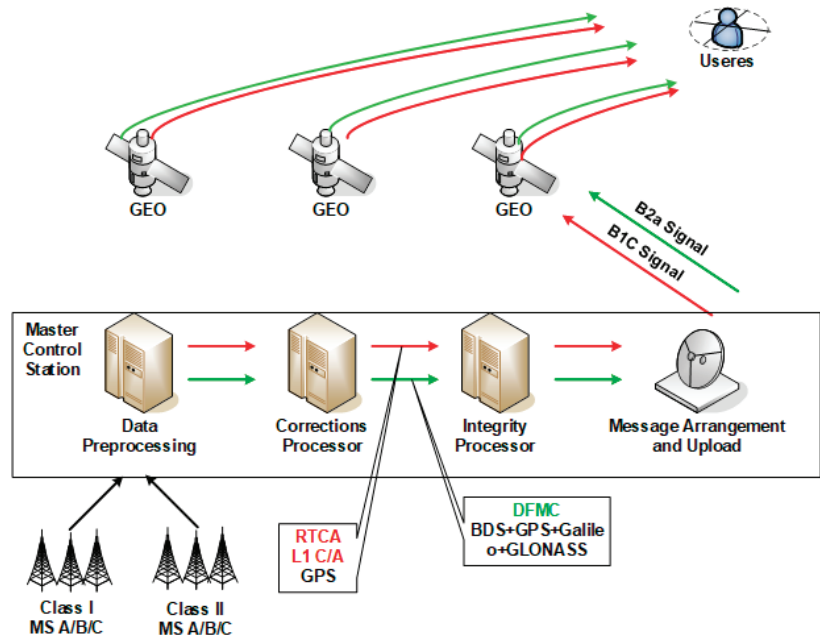 Useres
GEO
GEO
GEO
B2a Signal
B1C Signal
Master
Control
Station
Data
Preprocessing
Corrections
Processor
Integrity
Processor
Message Arrangement
and Upload
RTCA
L1 C/A
GPS
DFMC
BDS+GPS+Galile
o+GLONASS
Class I
MS A/B/C
Class II
MS A/B/C